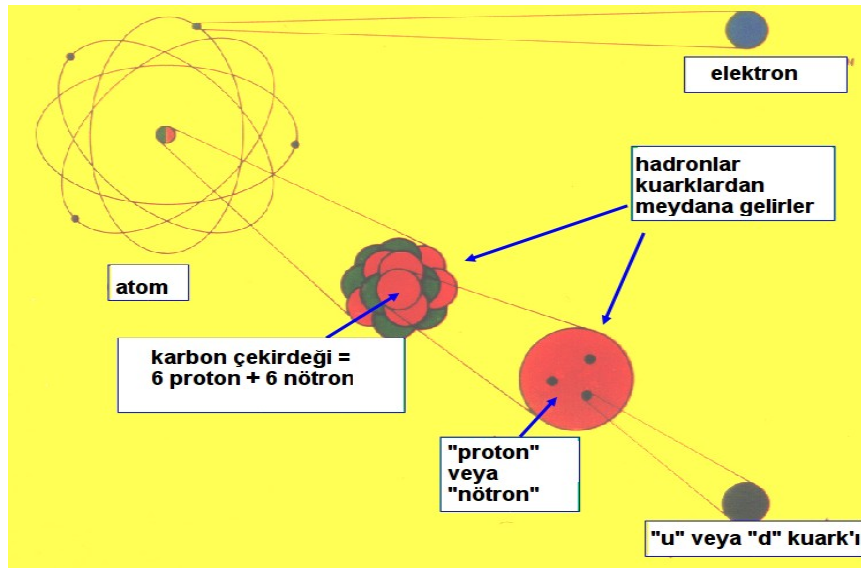 elektron
hadronlar
kuarklardan
meydana gelirler
atom
karbon çekirdeği =
6 proton + 6 nötron
"proton"
veya
"nötron"
"u" veya "d" kuark'ı